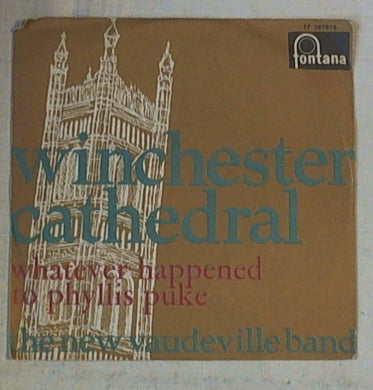 fontana
winchester
cathedral
whatever happened
to phyllis puke
the new vaudeville band